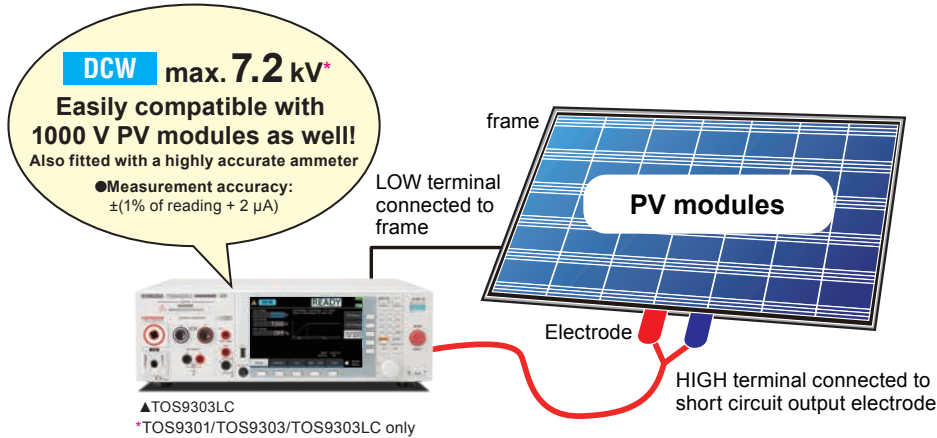 DCW max. 7.2 kV*
Easily compatible with
1000 V PV modules as well!
Also fitted with a highly accurate ammeter
●Measurement accuracy:
±(1% of reading + 2 µA)
frame
LOW terminal
connected to
frame
PV modules
READY
Electrode
HIGH terminal connected to
short circuit output electrode
▲TOS9303LC
*TOS9301/TOS9303/TOS9303LC only